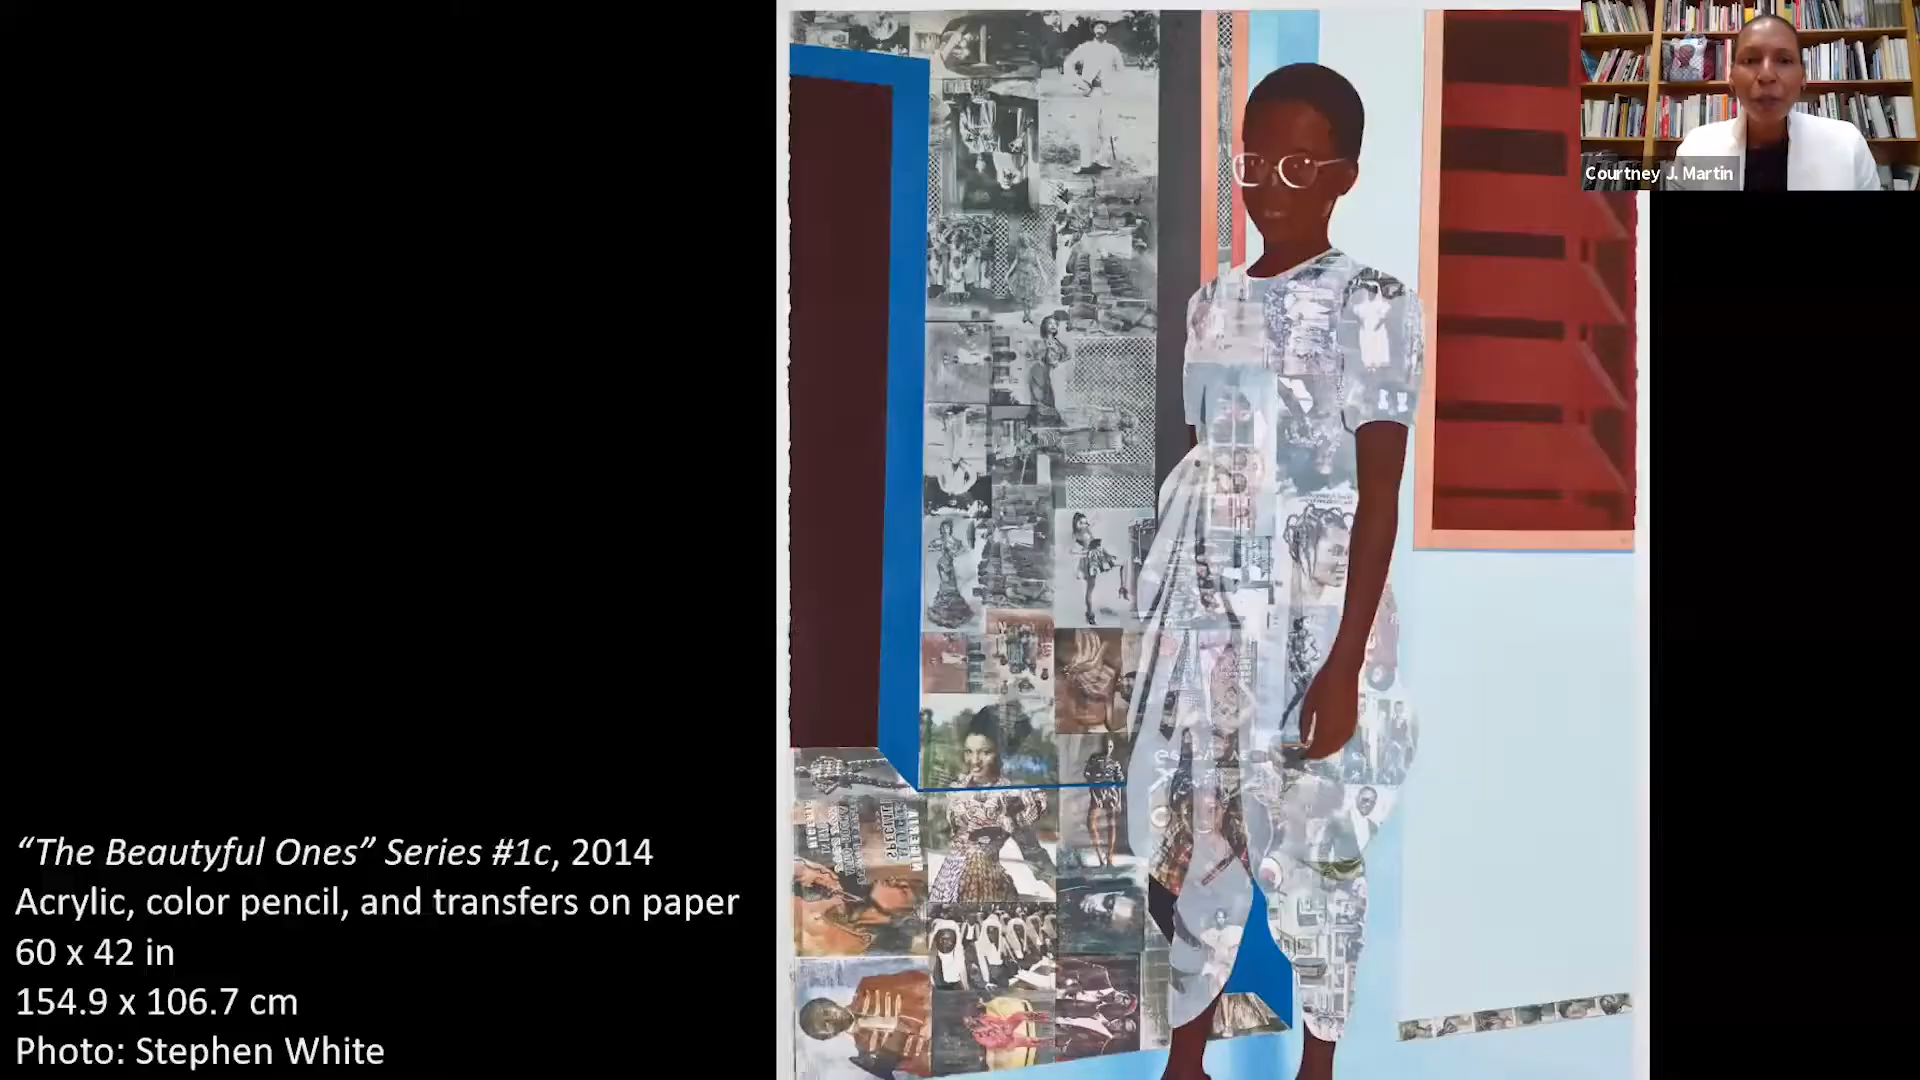 Courtney J. Martin
“The Beautyful Ones” Series #1c, 2014
Acrylic, color pencil, and transfers on paper
60 x 42 in
154.9 x 106.7 cm
Photo: Stephen White